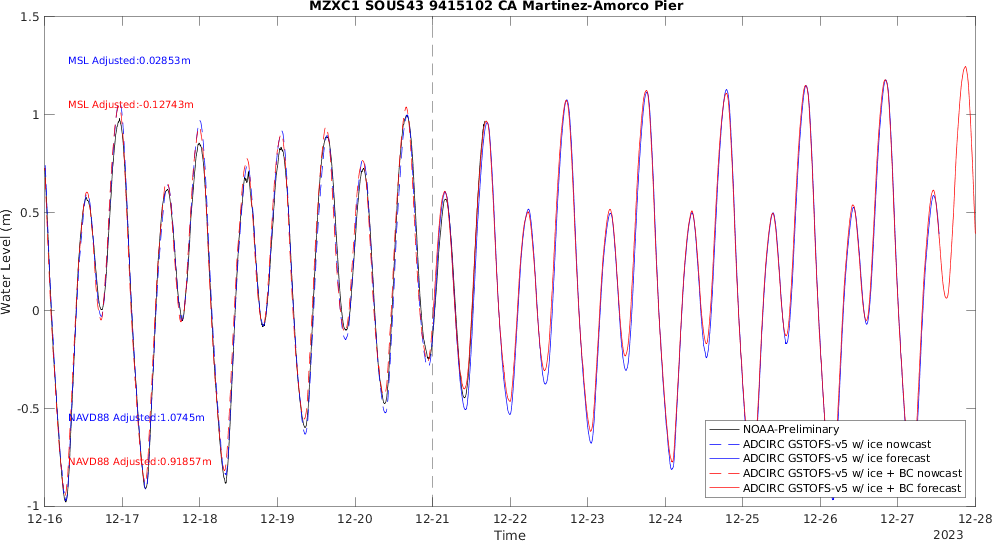 MZXC1 SOUS43 9415102 CA Martinez-Amorco Pier
1.5
MSL Adjusted:0.02853m
MSL Adjusted:-0.12743m
1
0.5
Water Level (m)
0
-0.5
NAVD88 Adjusted:1.0745m
NAVD88 Adjusted:0.91857m
-1
NOAA-Preliminary
ADCIRC GSTOFS-v5 w/ ice nowcast
ADCIRC GSTOFS-v5 w/ ice forecast
ADCIRC GSTOFS-v5 w/ ice + BC nowcast
ADCIRC GSTOFS-v5 w/ ice + BC forecast
12-16 12-17 12-18 12-19 12-20 12-21 12-22 12-23 12-24 12-25 12-26 12-27 12-28
Time
2023